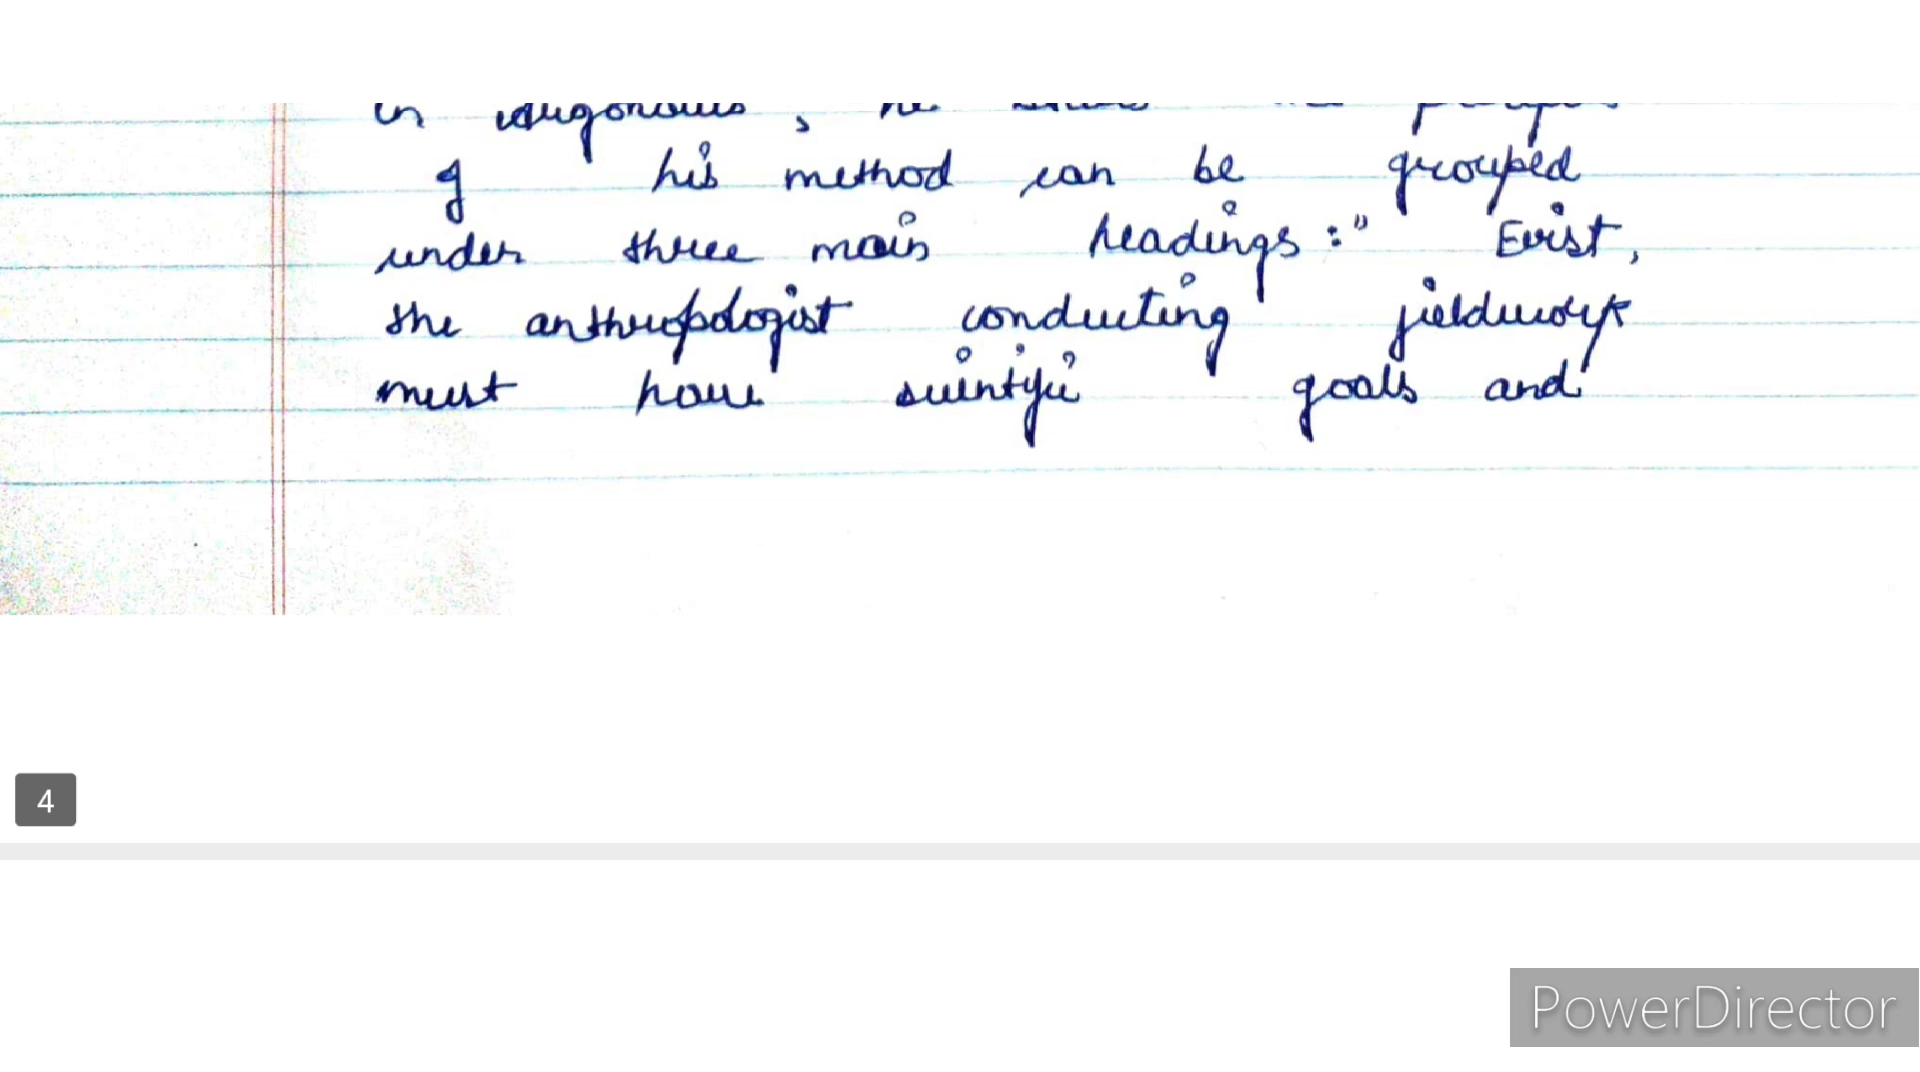 of his method can be grouped
under three main headings:" First,
the anthropologist conducting fieldwork
must have scientific goals and
4
PowerDirector